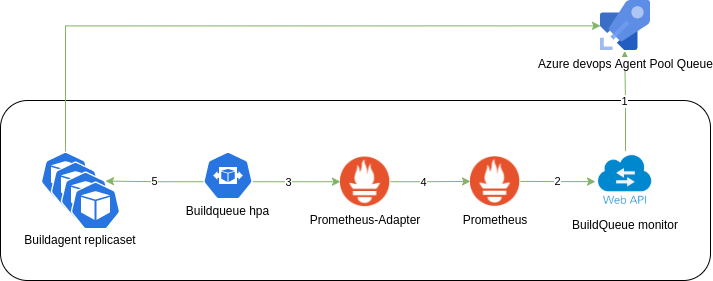 Azure devops Agent Pool Queue
1
5
3
4
2
Web API
Buildagent replicaset
Buildqueue hpa
Prometheus-Adapter
Prometheus
BuildQueue monitor